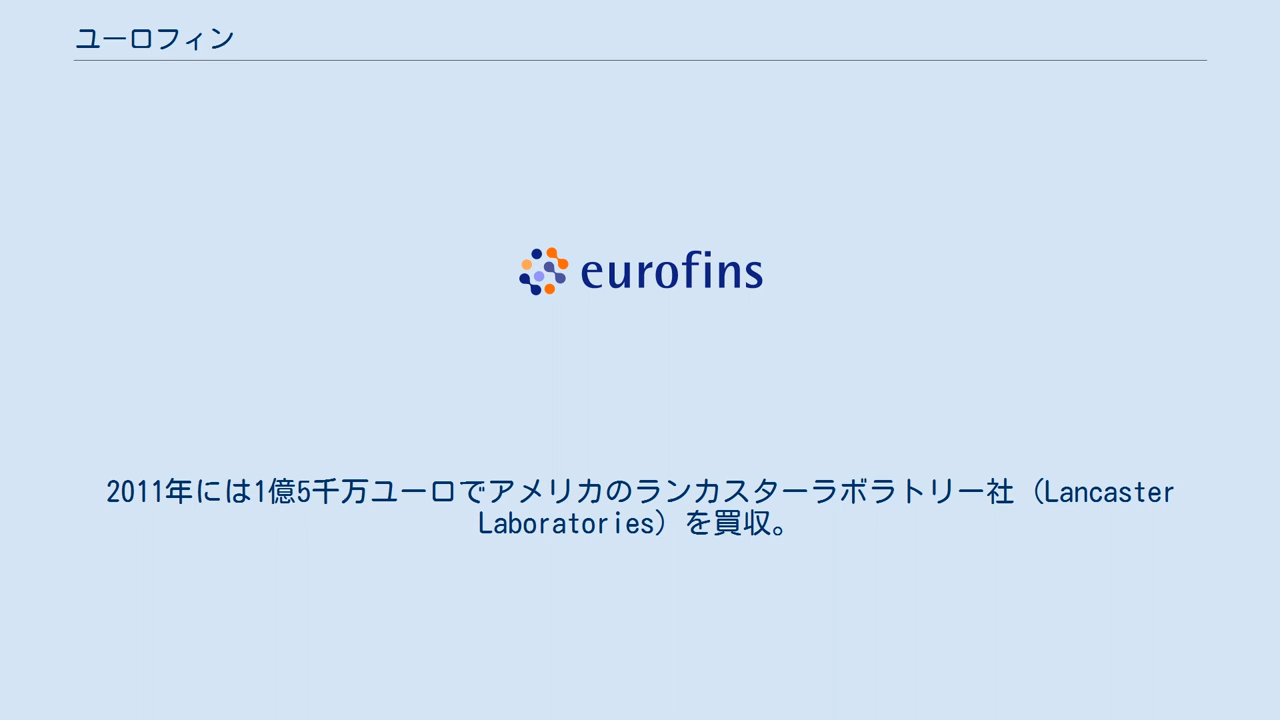 ユーロフィン
eurofins
2011年には1億5千万ユーロでアメリカのランカスターラボラトリー社（Lancaster
Laboratories）を買収。